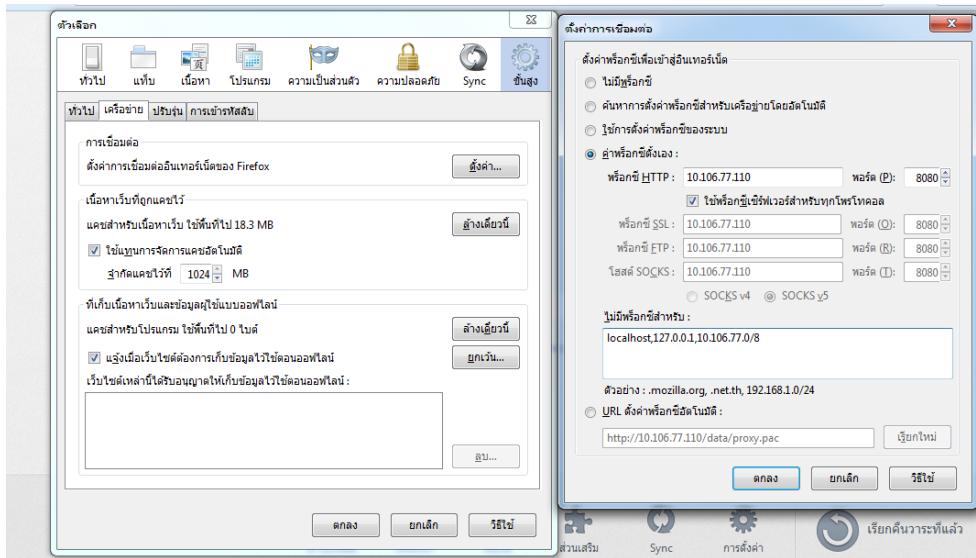 ตัวเลือก
ทั่วไป
แท็บ
เนื้อหา
โปรแกรม
ความเป็นส่วนตัว
ความปลอดภัย
Sync
ขั้นสูง
ทั่วไป
เครือข่าย
ปรับรุ่น
การเข้ารหัสลับ
การเชื่อมต่อ
ตั้งค่าการเชื่อมต่ออินเทอร์เน็ตของ Firefox
ตั้งค่า...
เนื้อหาเว็บที่ถูกแคชไว้
แคชสำหรับเนื้อหาเว็บ ใช้พื้นที่ไป 18.3 MB
ล้างเดี๋ยวนี้
ใช้แทนการจัดการแคชอัตโนมัติ
จำกัดแคชไว้ที่ 1024 MB
ที่เก็บเนื้อหาเว็บและข้อมูลผู้ใช้แบบออฟไลน์
แคชสำหรับโปรแกรม ใช้พื้นที่ไป 0 ไบต์
ล้างเดี๋ยวนี้
แจ้งเมื่อเว็บไซต์ต้องการเก็บข้อมูลไว้ใช้ตอนออฟไลน์
ยกเว้น...
เว็บไซต์เหล่านี้ได้รับอนุญาตให้เก็บข้อมูลไว้ใช้ตอนออฟไลน์ :
ลบ...
ตกลง
ยกเลิก
วิธีใช้
ตั้งค่าการเชื่อมต่อ
ตั้งค่าพร็อกซีเพื่อเข้าสู่อินเทอร์เน็ต
ไม่มีพร็อกซี
ค้นหาการตั้งค่าพร็อกซีสำหรับเครือข่ายโดยอัตโนมัติ
ใช้การตั้งค่าพร็อกซีของระบบ
ค่าพร็อกซีตั้งเอง :
พร็อกซี HTTP : 10.106.77.110 พอร์ต (P): 8080
ใช้พร็อกซีเซิร์ฟเวอร์สำหรับทุกโพรโทคอล
พร็อกซี SSL : 10.106.77.110 พอร์ต (O): 8080
พร็อกซี FTP : 10.106.77.110 พอร์ต (R): 8080
โฮสต์ SOCKS : 10.106.77.110 พอร์ต (T): 8080
SOCKS v4 SOCKS v5
ไม่มีพร็อกซีสำหรับ :
localhost,127.0.0.1,10.106.77.0/8
ตัวอย่าง : .mozilla.org, .net.th, 192.168.1.0/24
URL ตั้งค่าพร็อกซีอัตโนมัติ :
http://10.106.77.110/data/proxy.pac
เรียกใหม่
ตกลง
ยกเลิก
วิธีใช้
ส่วนเสริม
Sync
การตั้งค่า
เรียกคืนวาระที่แล้ว